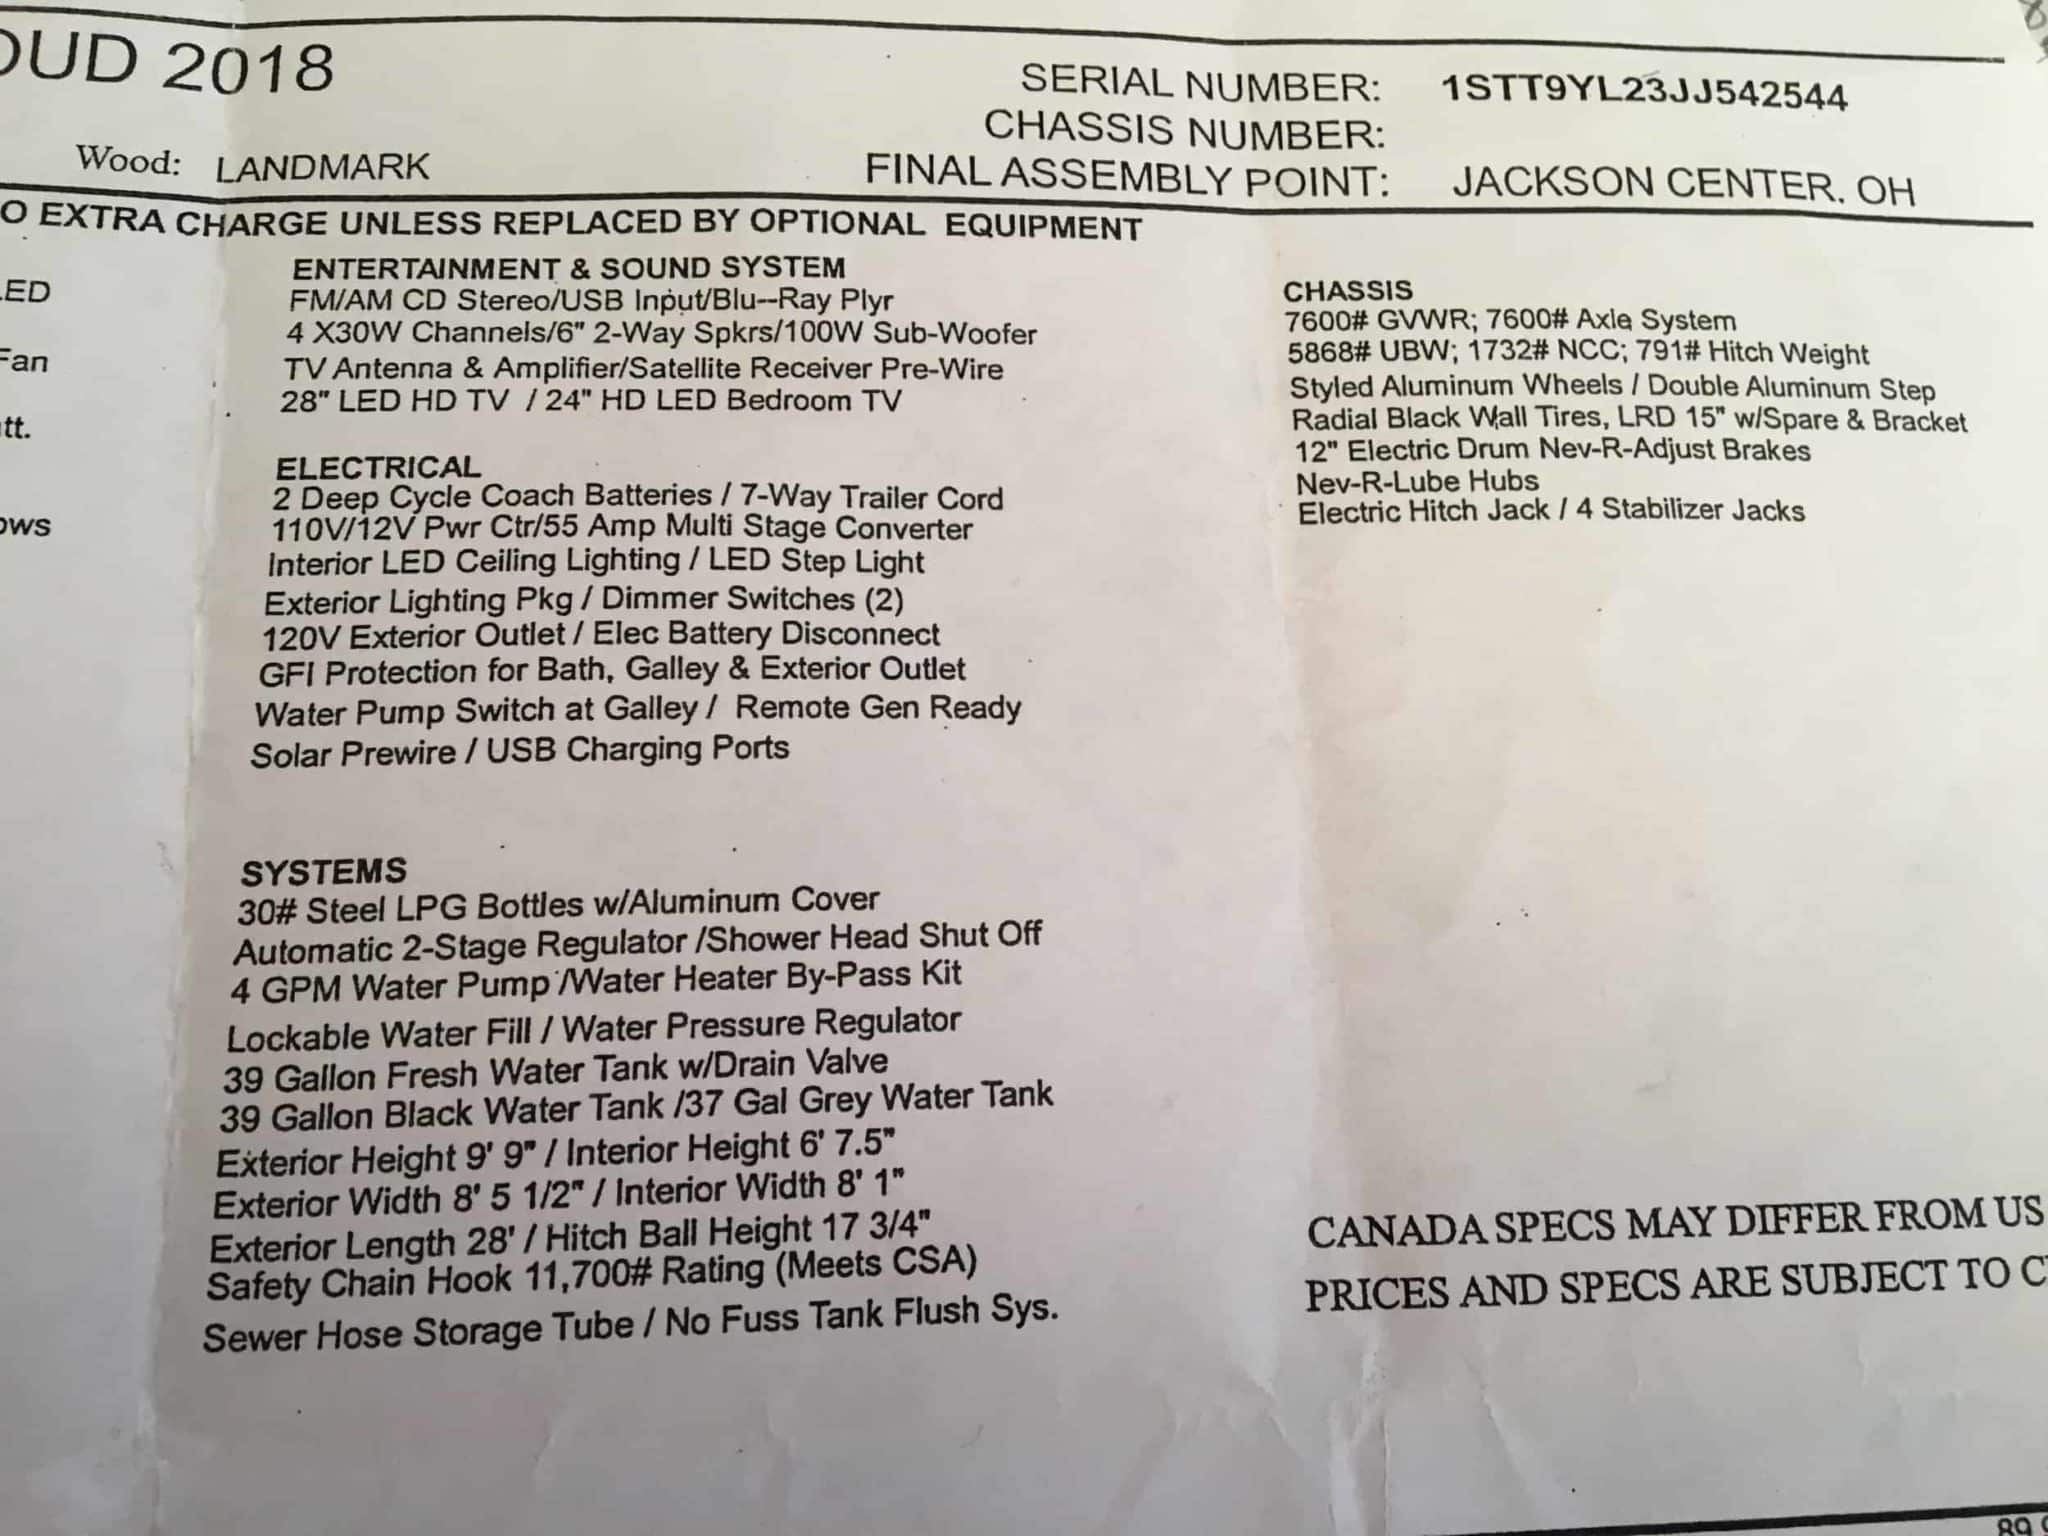 OUD 2018
SERIAL NUMBER: 1STT9YL23JJ542544
CHASSIS NUMBER:
Wood: LANDMARK
FINAL ASSEMBLY POINT: JACKSON CENTER. OH
O EXTRA CHARGE UNLESS REPLACED BY OPTIONAL EQUIPMENT
LED
Fan
tt.
ows
ENTERTAINMENT & SOUND SYSTEM
FM/AM CD Stereo/USB Input/Blu--Ray Plyr
4 X30W Channels/6" 2-Way Spkrs/100W Sub-Woofer
TV Antenna & Amplifier/Satellite Receiver Pre-Wire
28" LED HD TV / 24" HD LED Bedroom TV
ELECTRICAL
2 Deep Cycle Coach Batteries / 7-Way Trailer Cord
110V/12V Pwr Ctr/55 Amp Multi Stage Converter
Interior LED Ceiling Lighting / LED Step Light
Exterior Lighting Pkg / Dimmer Switches (2)
120V Exterior Outlet / Elec Battery Disconnect
GFI Protection for Bath, Galley & Exterior Outlet
Water Pump Switch at Galley / Remote Gen Ready
Solar Prewire / USB Charging Ports
SYSTEMS
30# Steel LPG Bottles w/Aluminum Cover
Automatic 2-Stage Regulator /Shower Head Shut Off
4 GPM Water Pump /Water Heater By-Pass Kit
Lockable Water Fill / Water Pressure Regulator
39 Gallon Fresh Water Tank w/Drain Valve
39 Gallon Black Water Tank /37 Gal Grey Water Tank
Exterior Height 9' 9" / Interior Height 6' 7.5"
Exterior Width 8' 5 1/2" / Interior Width 8' 1"
Exterior Length 28' / Hitch Ball Height 17 3/4"
Safety Chain Hook 11,700# Rating (Meets CSA)
Sewer Hose Storage Tube / No Fuss Tank Flush Sys.
CHASSIS
7600# GVWR; 7600# Axle System
5868# UBW; 1732# NCC; 791# Hitch Weight
Styled Aluminum Wheels / Double Aluminum Step
Radial Black Wall Tires, LRD 15" w/Spare & Bracket
12" Electric Drum Nev-R-Adjust Brakes
Nev-R-Lube Hubs
Electric Hitch Jack / 4 Stabilizer Jacks
CANADA SPECS MAY DIFFER FROM US
PRICES AND SPECS ARE SUBJECT TO C